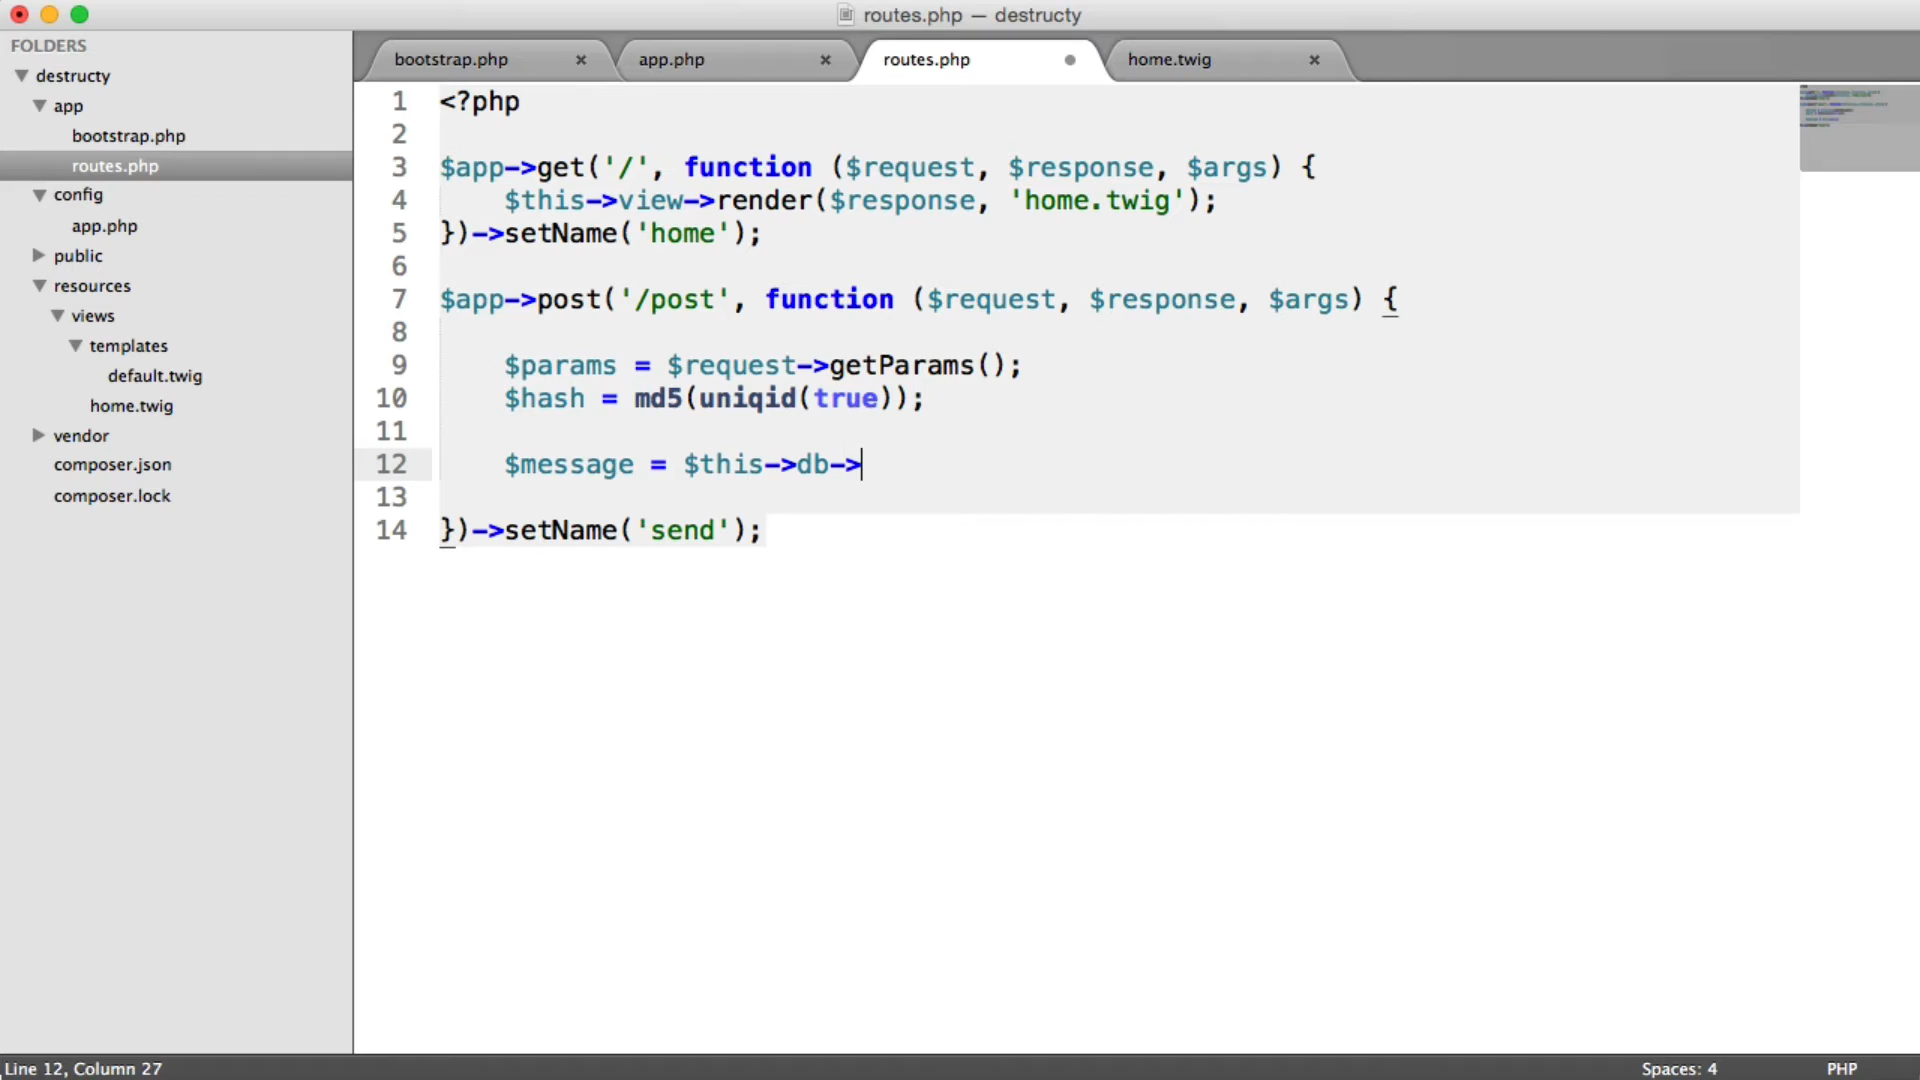 routes.php — destructy
FOLDERS
destructy
app
bootstrap.php
routes.php
config
app.php
public
resources
views
templates
default.twig
home.twig
vendor
composer.json
composer.lock
bootstrap.php × app.php × routes.php home.twig ×
1 <?php
2
3 $app->get('/', function ($request, $response, $args) {
4     $this->view->render($response, 'home.twig');
5 })->setName('home');
6
7 $app->post('/post', function ($request, $response, $args) {
8
9     $params = $request->getParams();
10     $hash = md5(uniqid(true));
11
12     $message = $this->db->
13
14 })->setName('send');
Line 12, Column 27 Spaces: 4 PHP